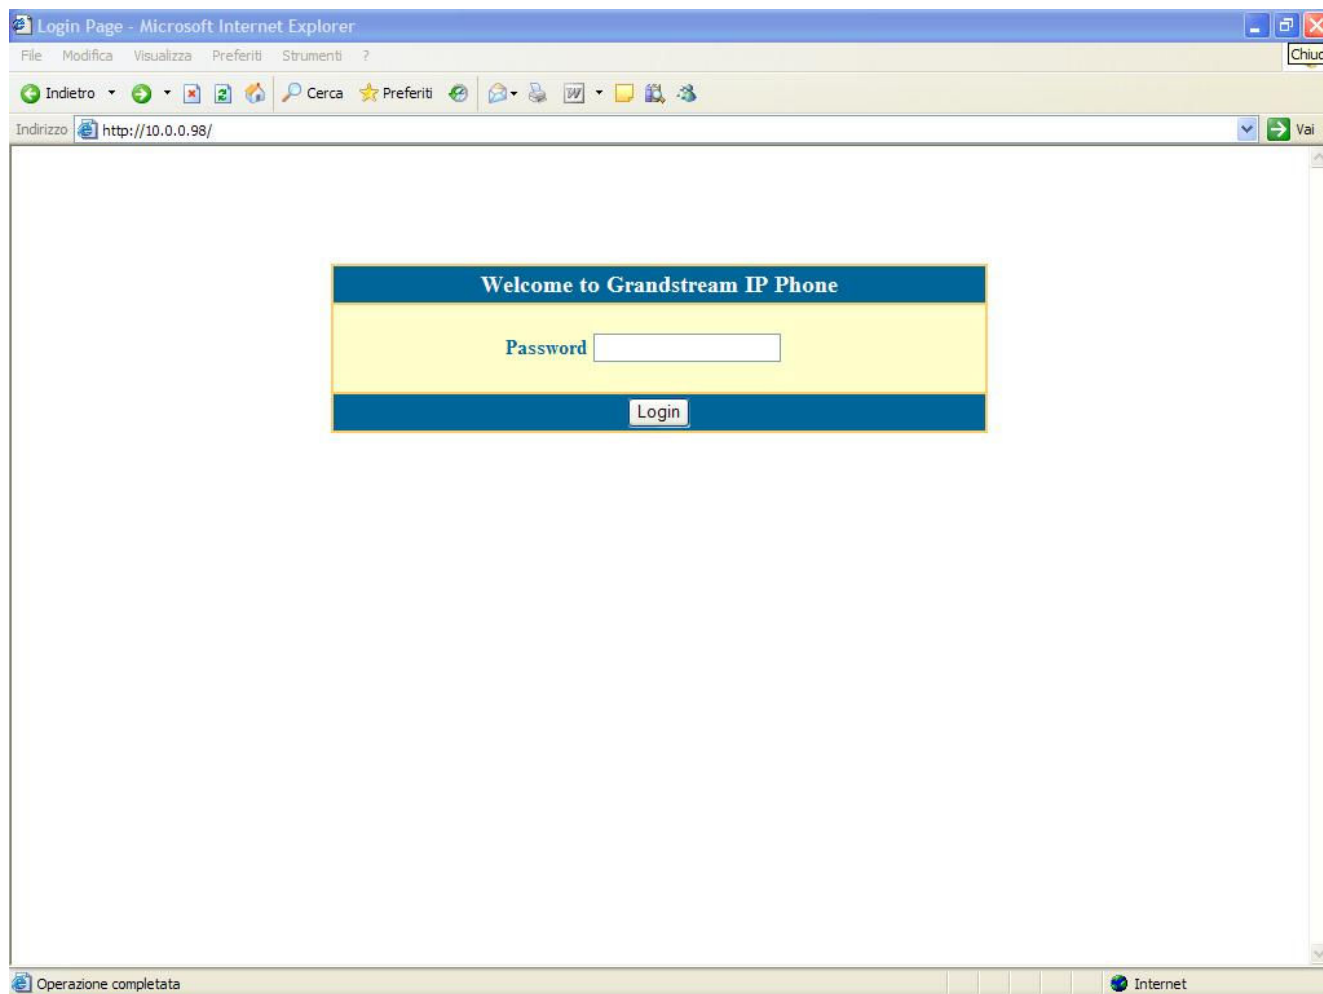 Login Page - Microsoft Internet Explorer
File Modifica Visualizza Preferiti Strumenti ?
Chiud
Indietro Cerca Preferiti
Indirizzo http://10.0.0.98/ Vai
Welcome to Grandstream IP Phone
Password
Login
Operazione completata Internet